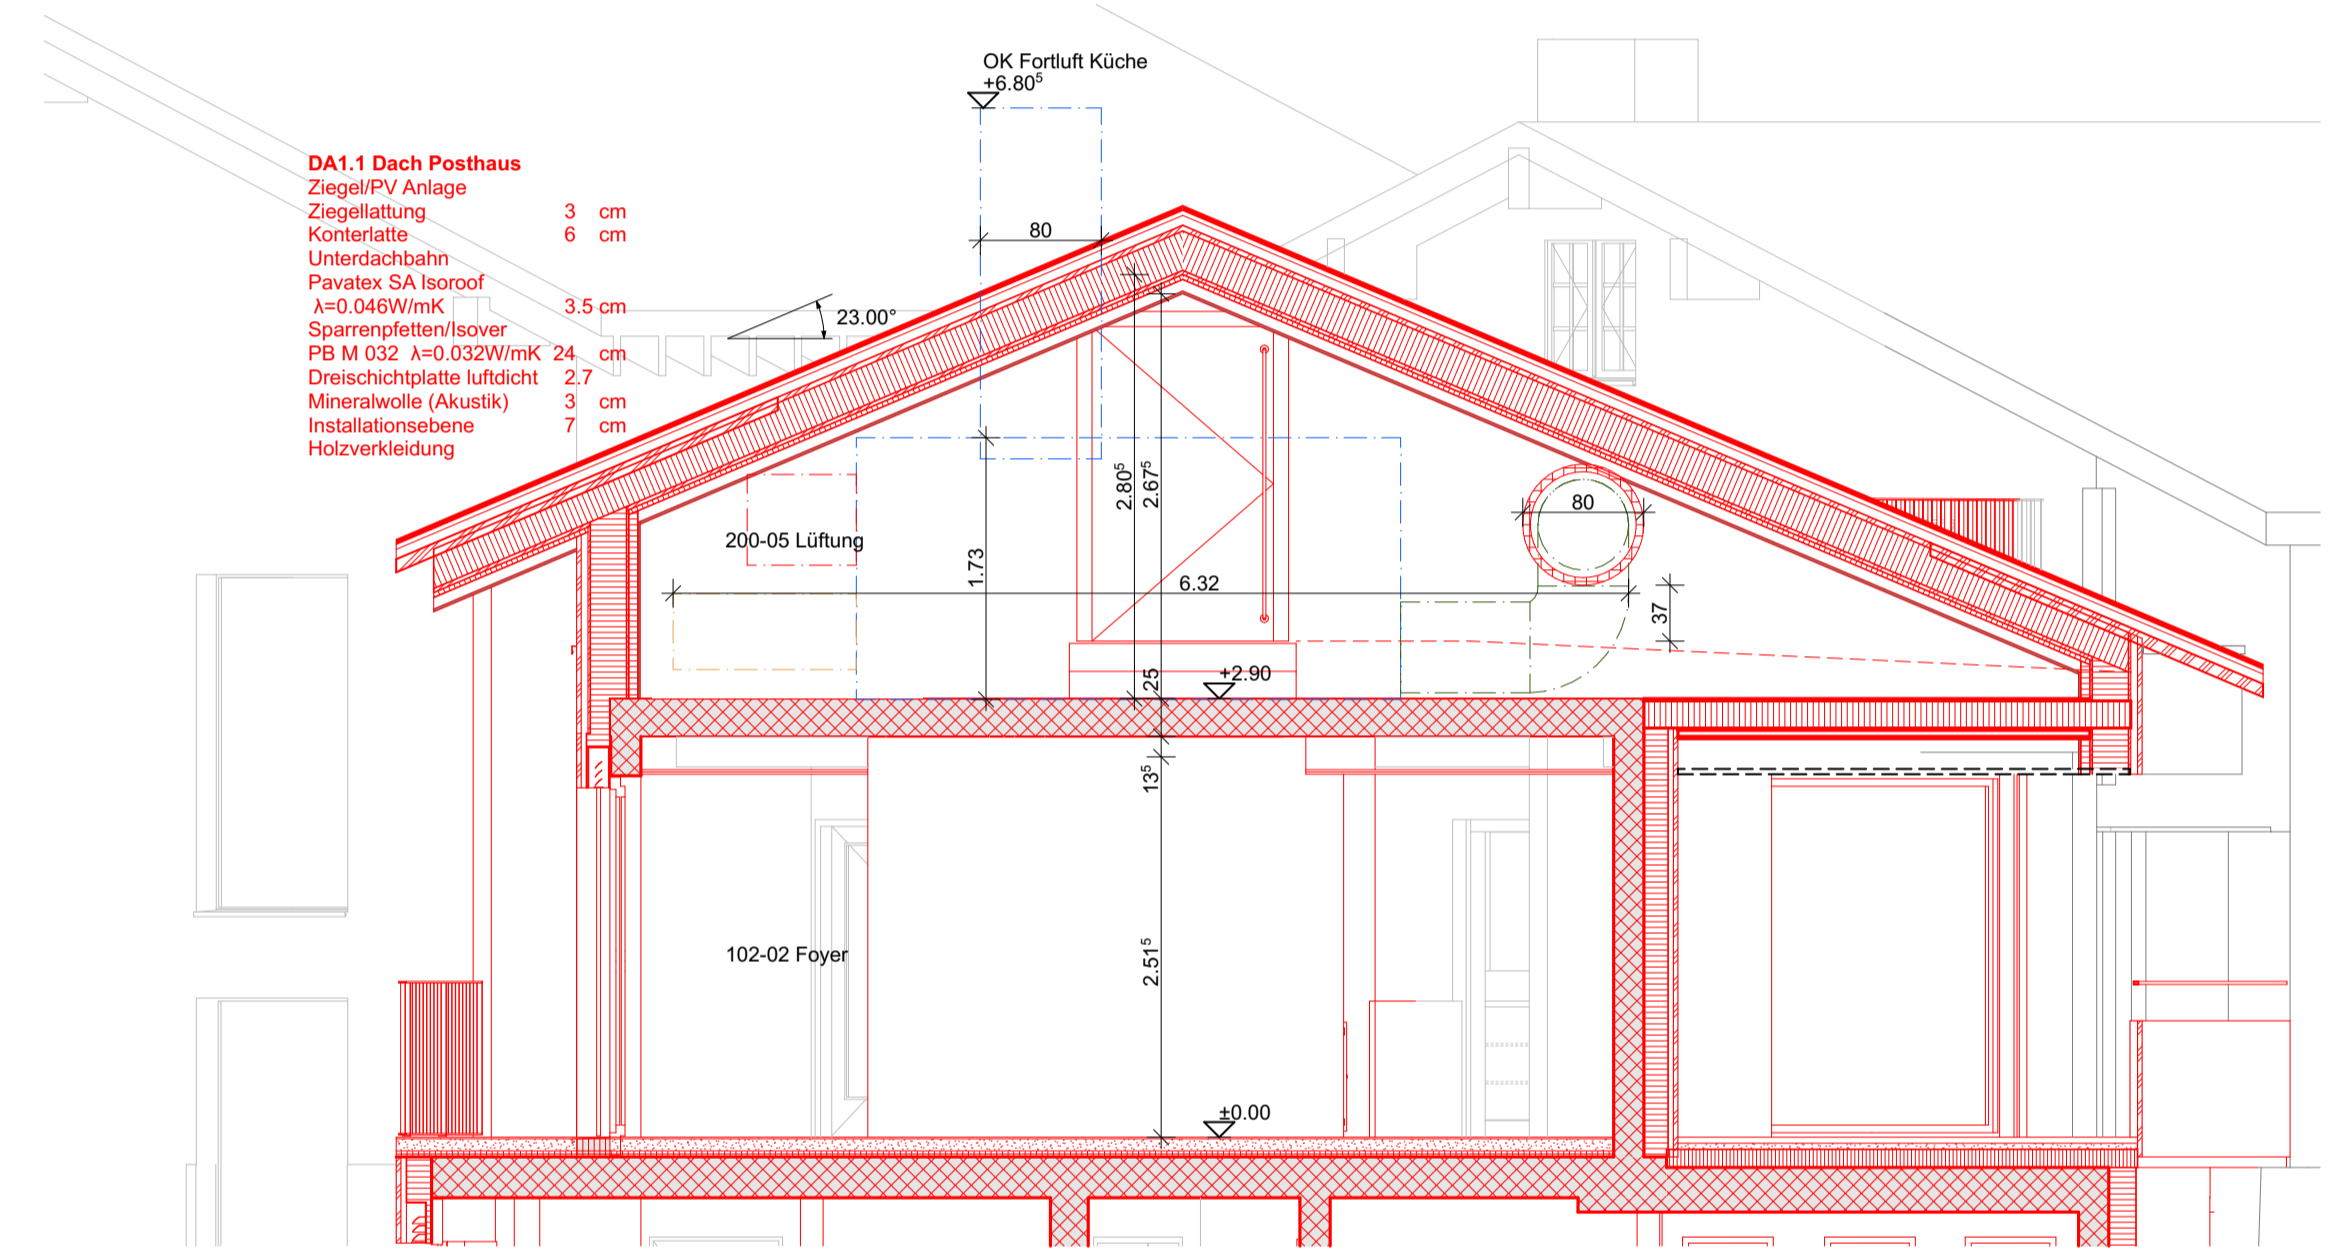 OK Fortluft Küche
+6.80⁵
DA1.1 Dach Posthaus
Ziegel/PV Anlage
Ziegellattung 3 cm
Konterlatte 6 cm
Unterdachbahn
Pavatex SA Isoroof
λ=0.046W/mK 3.5 cm
Sparrenpfetten/Isover
PB M 032 λ=0.032W/mK 24 cm
Dreischichtplatte luftdicht 2.7
Mineralwolle (Akustik) 3 cm
Installationsebene 7 cm
Holzverkleidung
80
23.00°
2.80⁵
2.67⁵
80
200-05 Lüftung
1.73
6.32
37
25
+2.90
13⁵
2.51⁵
102-02 Foyer
±0.00